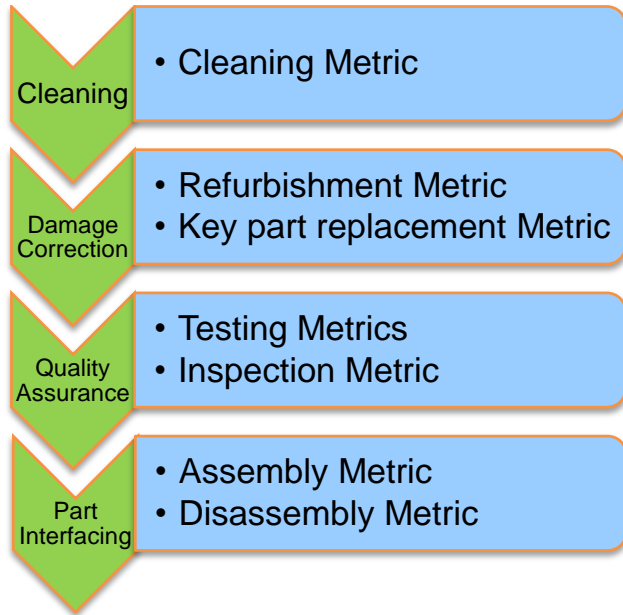 Cleaning
• Cleaning Metric
Damage
Correction
• Refurbishment Metric
• Key part replacement Metric
Quality
Assurance
• Testing Metrics
• Inspection Metric
Part
Interfacing
• Assembly Metric
• Disassembly Metric